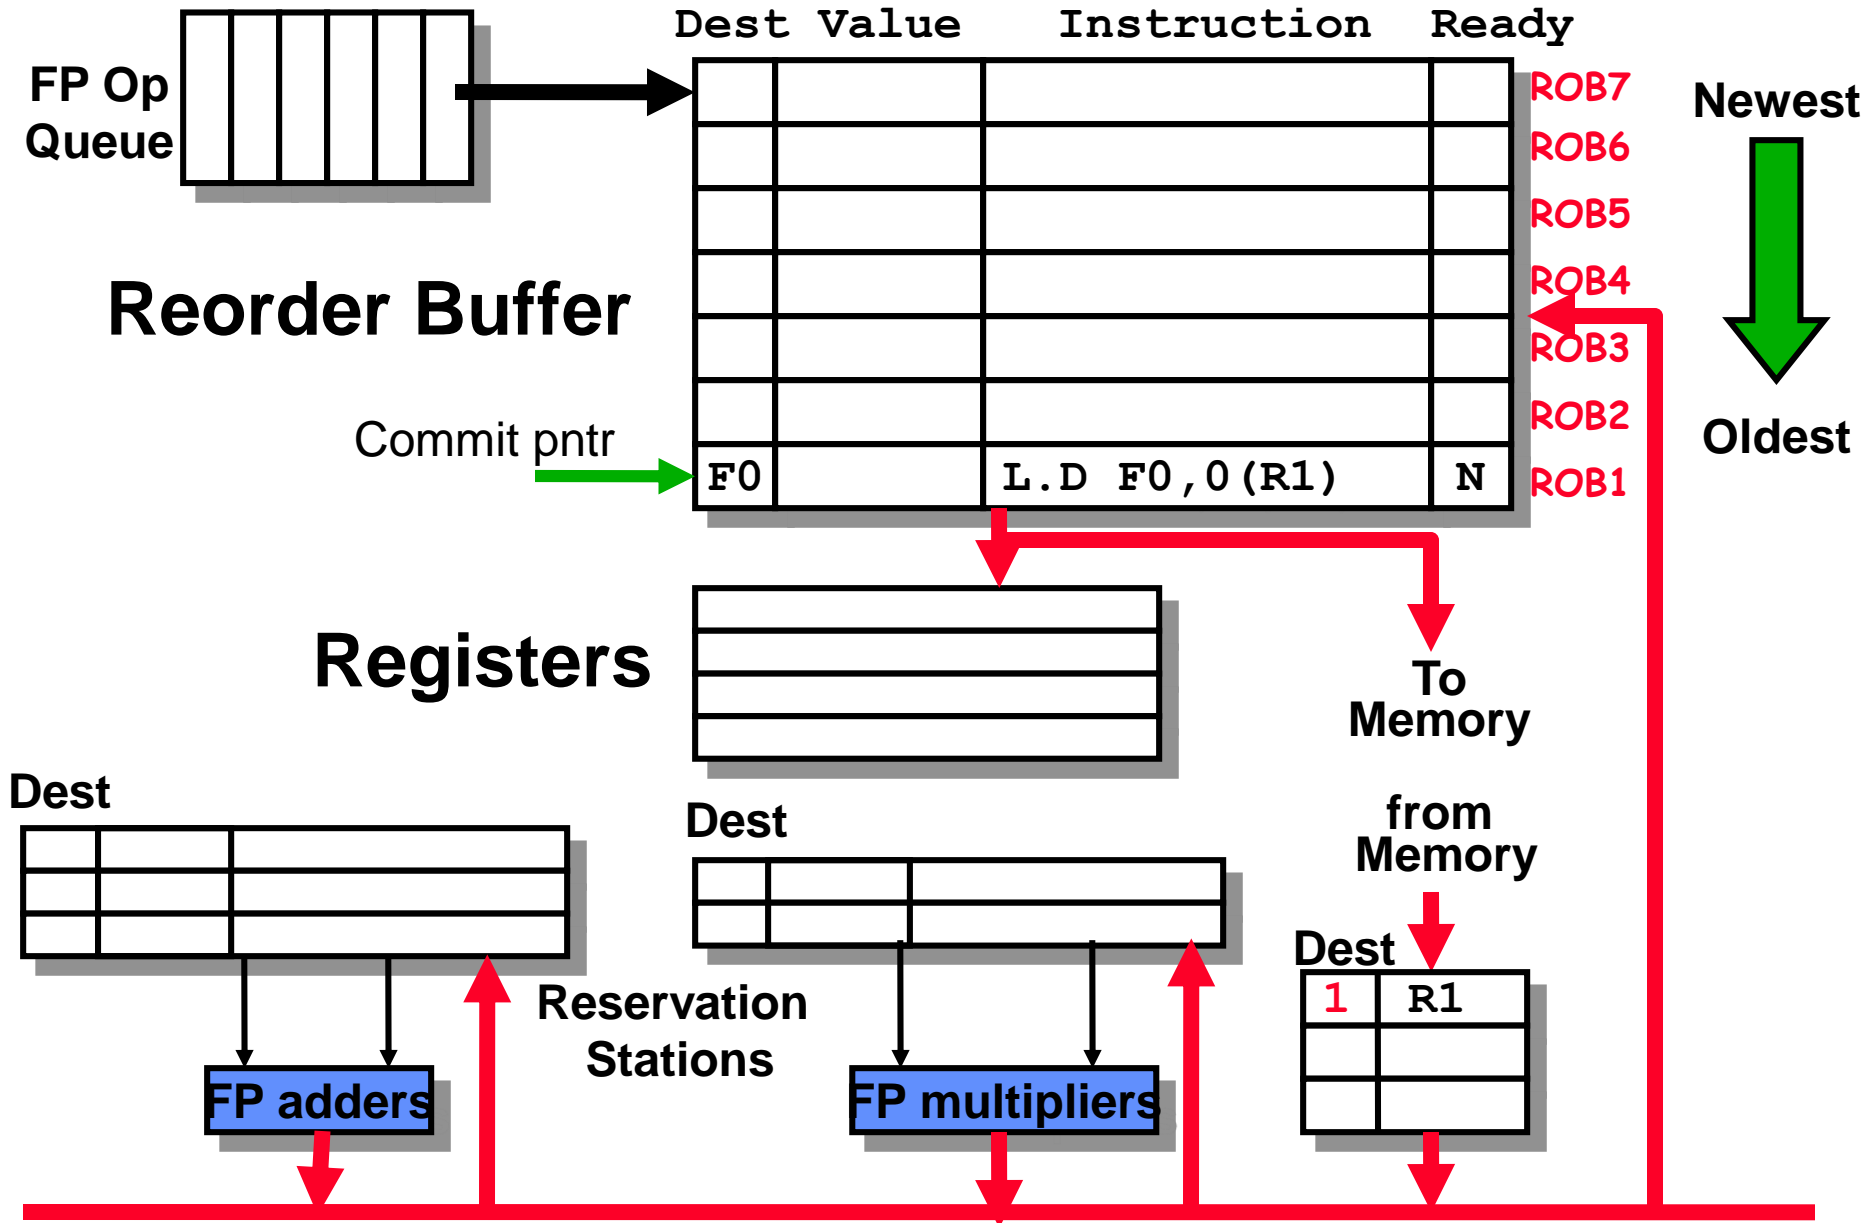 Dest Value Instruction Ready
FP Op
Queue
ROB7
Newest
ROB6
ROB5
Reorder Buffer
ROB4
ROB3
Commit pntr
ROB2
Oldest
F0 L.D F0,0(R1) N
ROB1
Registers
To
Memory
Dest
Dest
from
Memory
Dest
1 R1
Reservation
Stations
FP adders
FP multipliers